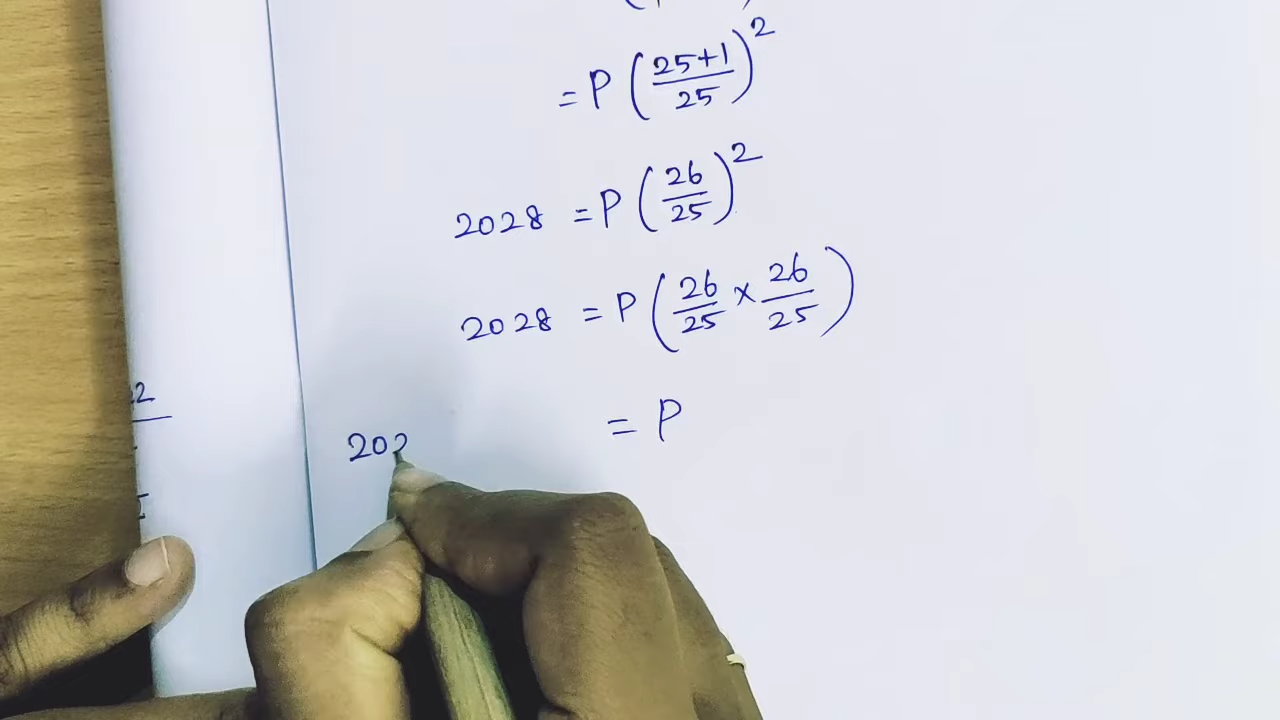 = P (25+1/25)^2
2028 = P (26/25)^2
2028 = P (26/25 × 26/25)
202 = P